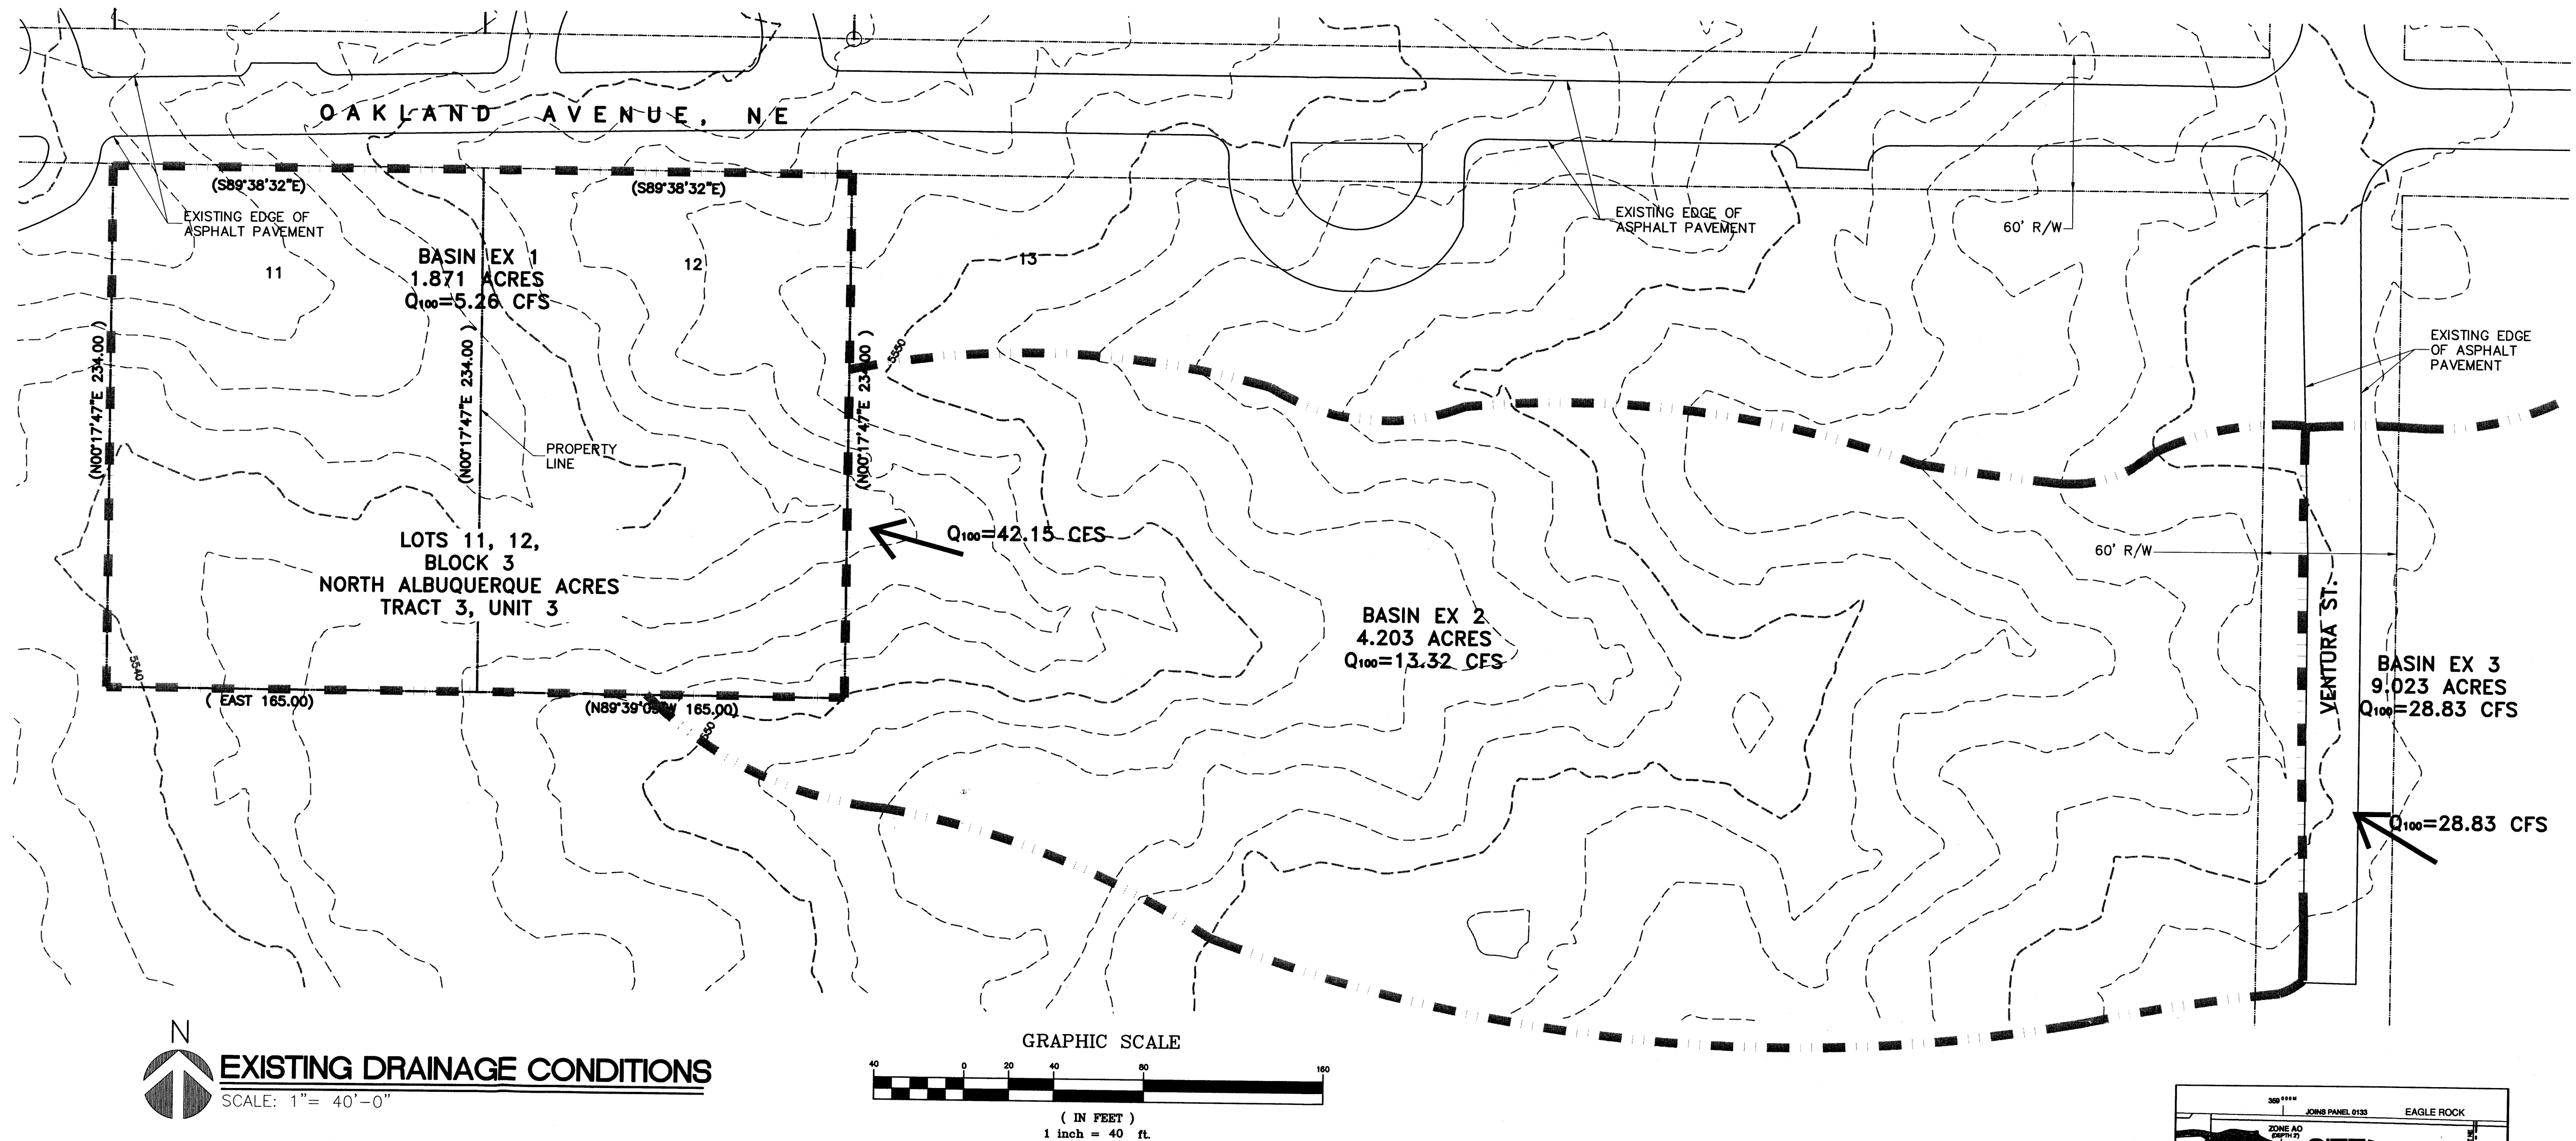 OAKLAND AVENUE, NE
(S89°38'32"E)
(S89°38'32"E)
EXISTING EDGE OF
ASPHALT PAVEMENT
BASIN EX 1
1.871 ACRES
Q100=5.26 CFS
11
12
13
EXISTING EDGE OF
ASPHALT PAVEMENT
60' R/W
(N00°17'47"E 234.00 )
(N00°17'47"E 234.00 )
(N00°17'47"E 234.00 )
5550
PROPERTY
LINE
EXISTING EDGE
OF ASPHALT
PAVEMENT
LOTS 11, 12,
BLOCK 3
NORTH ALBUQUERQUE ACRES
TRACT 3, UNIT 3
Q100=42.15 CFS
60' R/W
VENTURA ST.
BASIN EX 2
4.203 ACRES
Q100=13.32 CFS
BASIN EX 3
9.023 ACRES
Q100=28.83 CFS
5540
( EAST 165.00)
165.00)
Q100=28.83 CFS
N
EXISTING DRAINAGE CONDITIONS
SCALE: 1"= 40'-0"
GRAPHIC SCALE
40 0 20 40 80 160
( IN FEET )
1 inch = 40 ft.
JOINS PANEL 0133
EAGLE ROCK
ZONE AO
(DEPTH 2')